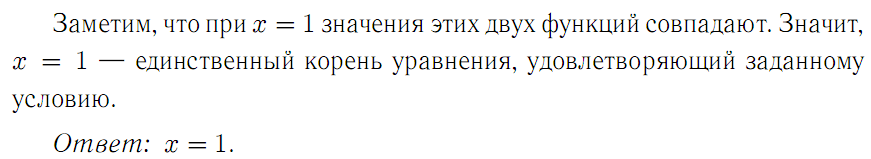 Заметим, что при x = 1 значения этих двух функций совпадают. Значит,
x = 1 — единственный корень уравнения, удовлетворяющий заданному
условию.
Ответ: x = 1.